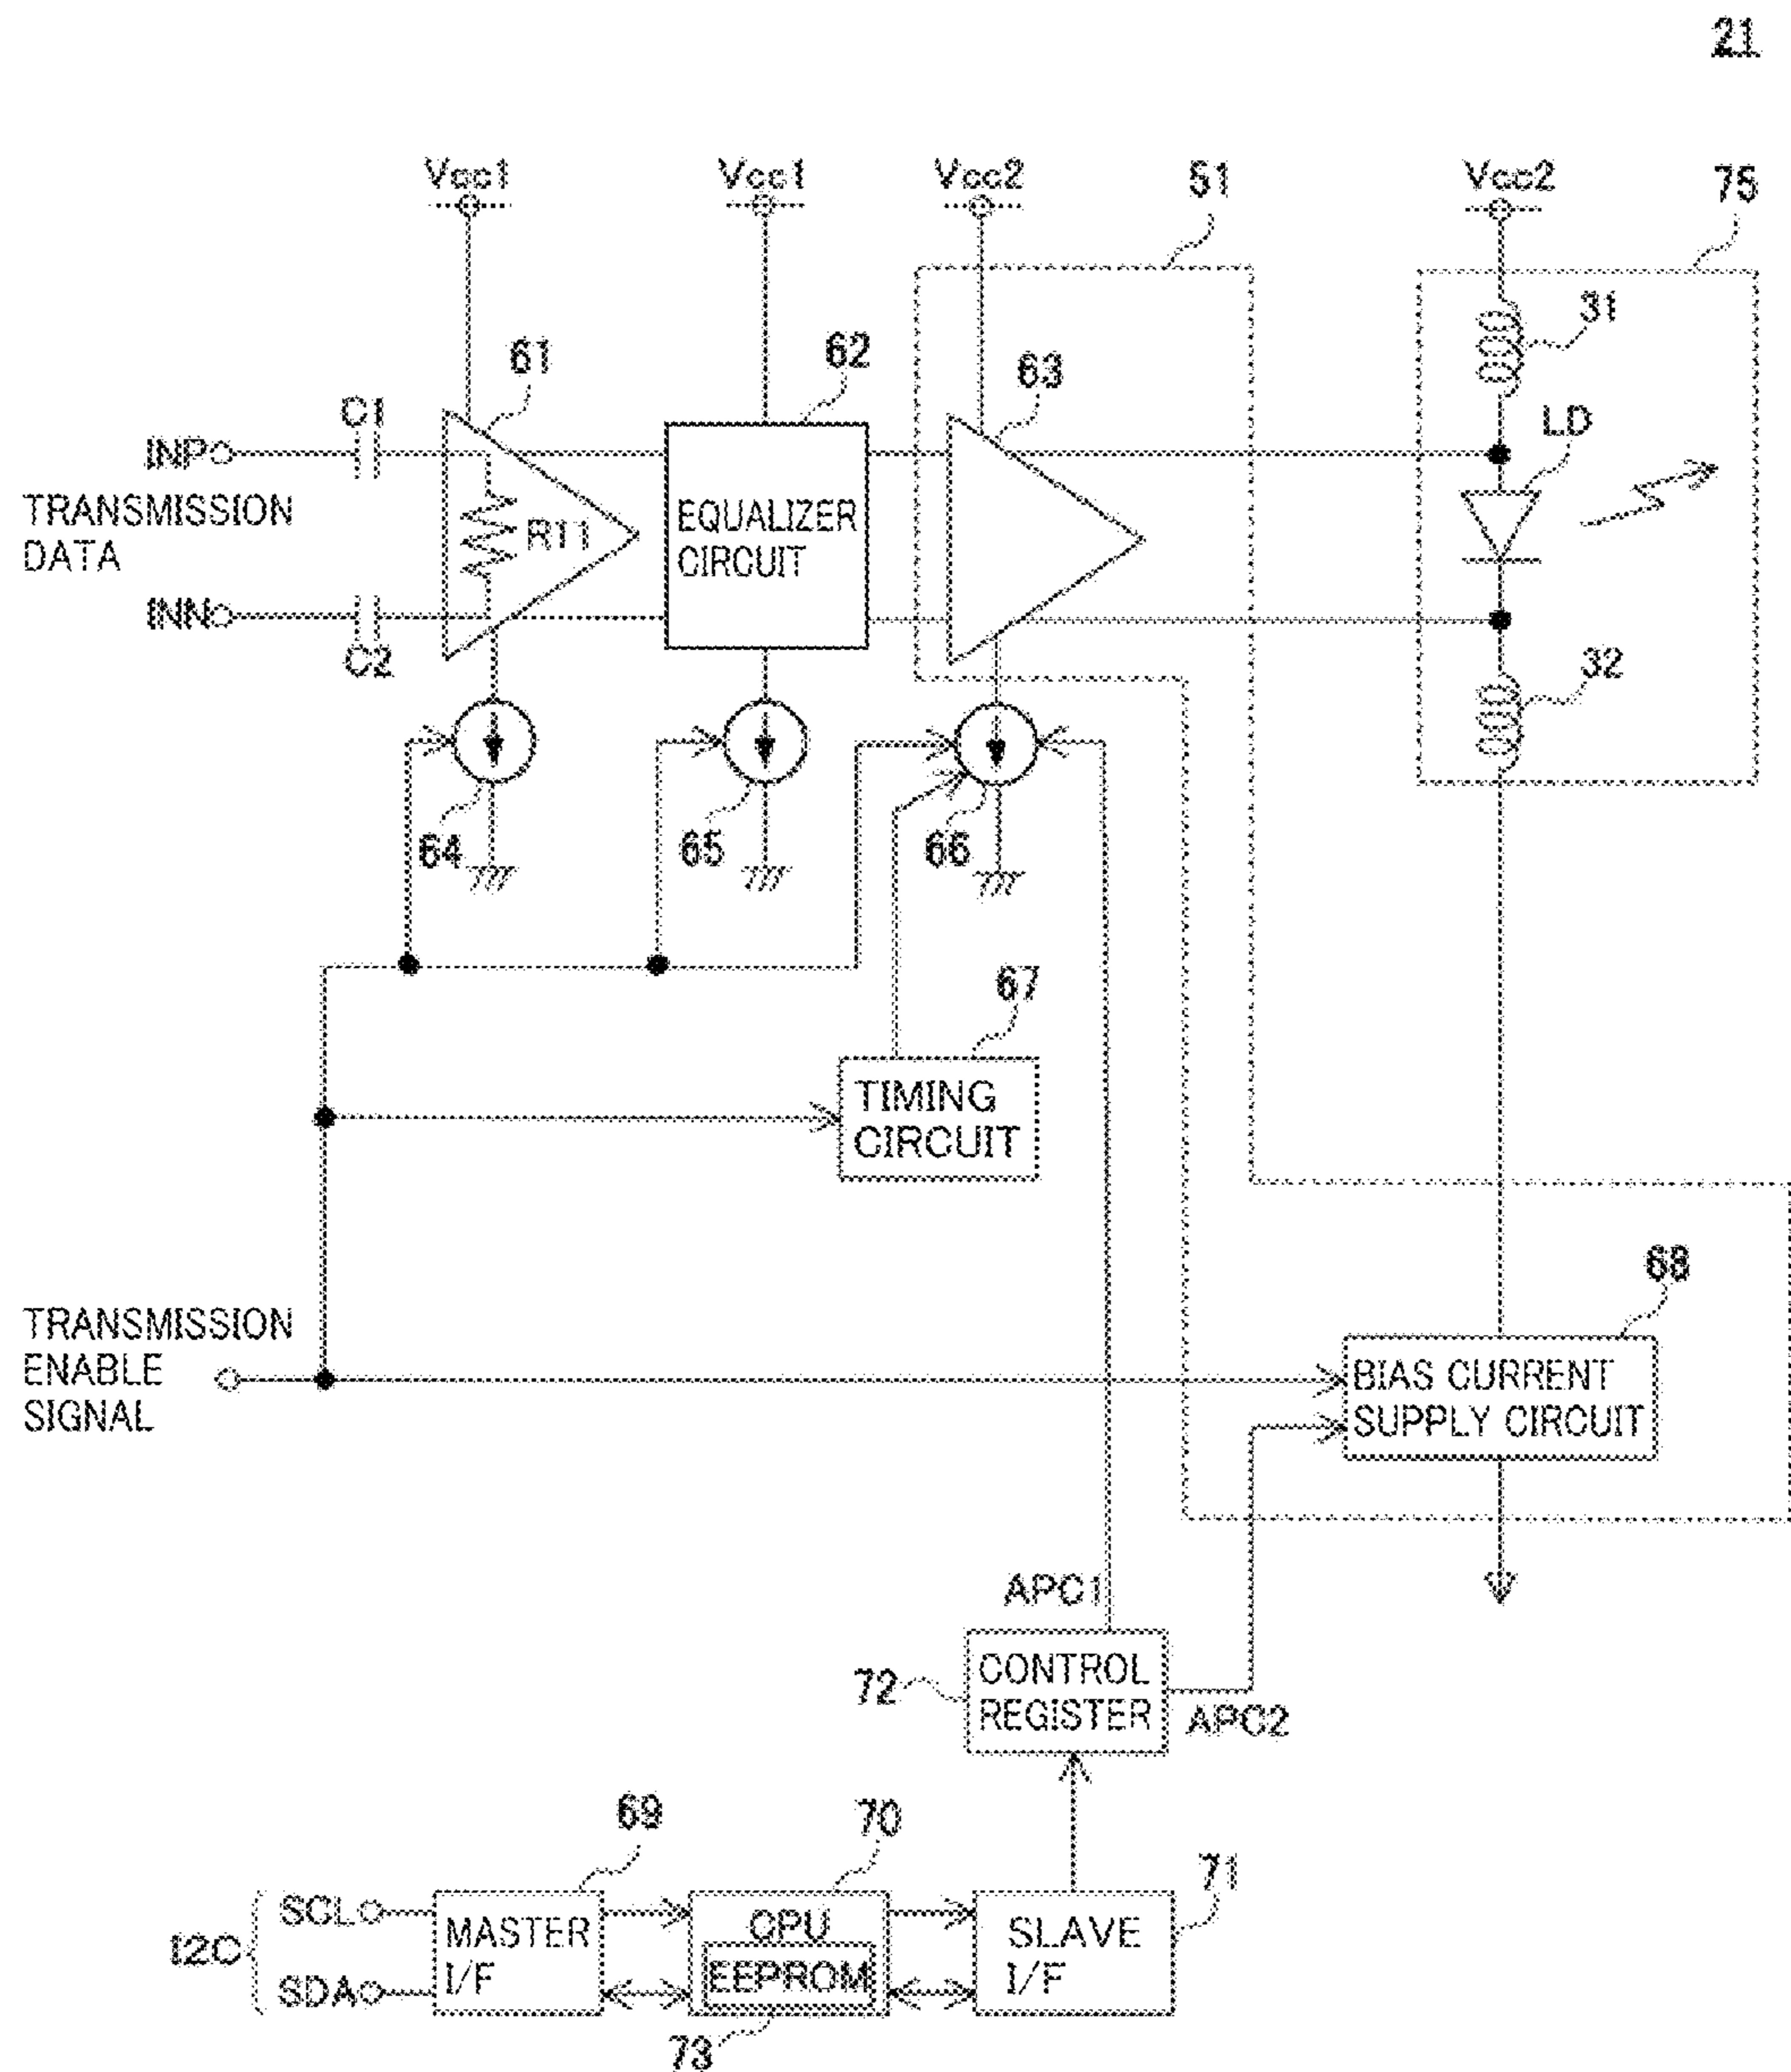 21
Vcc1
Vcc1
Vcc2
51
Vcc2
75
31
61
62
63
C1
LD
INP
TRANSMISSION
DATA
R11
EQUALIZER
CIRCUIT
INN
C2
32
64
65
66
67
TIMING
CIRCUIT
68
TRANSMISSION
ENABLE
SIGNAL
BIAS CURRENT
SUPPLY CIRCUIT
APC1
72
CONTROL
REGISTER
APC2
69
70
71
I2C
SCL
SDA
MASTER
I/F
CPU
EEPROM
SLAVE
I/F
73